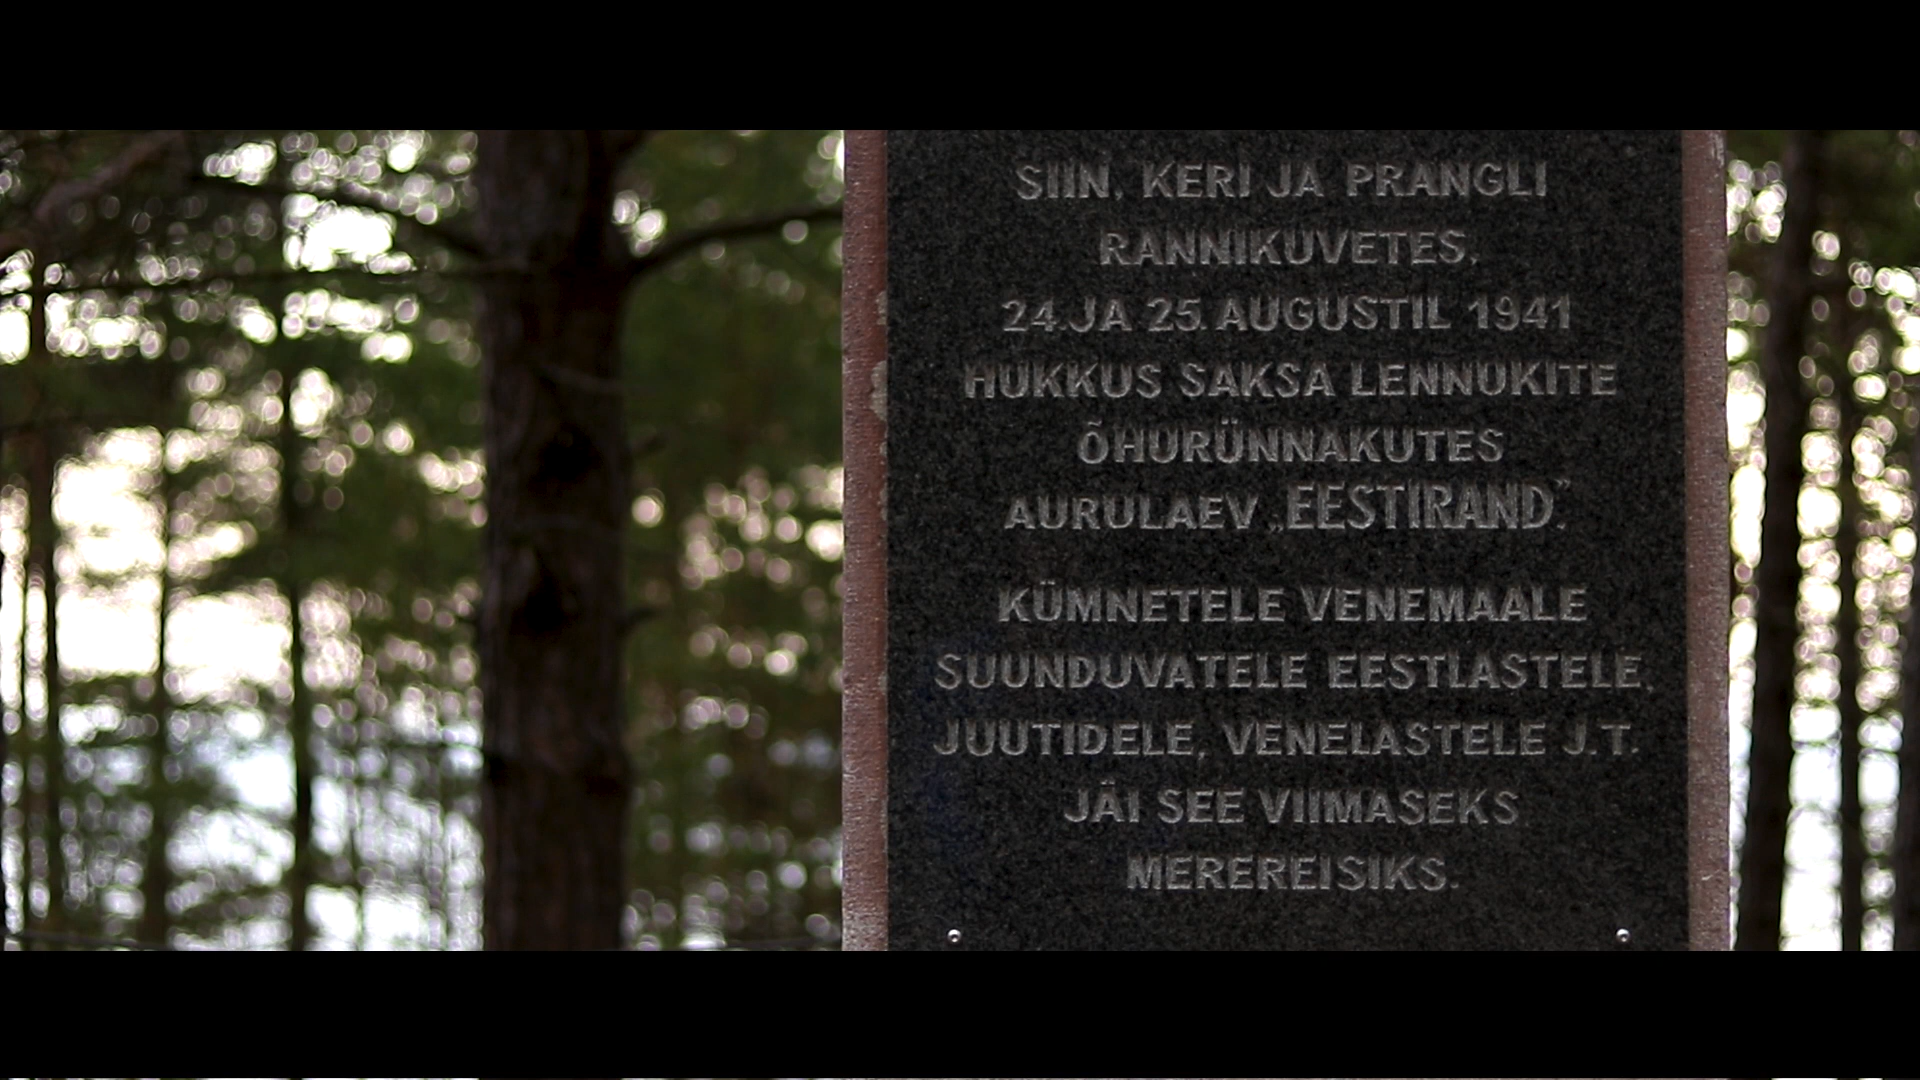 SIIN, KERI JA PRANGLI
RANNIKUVETES,
24. JA 25. AUGUSTIL 1941
HUKKUS SAKSA LENNUKITE
ÕHURÜNNAKUTES
AURULAEV „EESTIRAND”.
KÜMNETELE VENEMAALE
SUUNDUVATELE EESTLASTELE,
JUUTIDELE, VENELASTELE J.T.
JÄI SEE VIIMASEKS
MEREREISIKS.